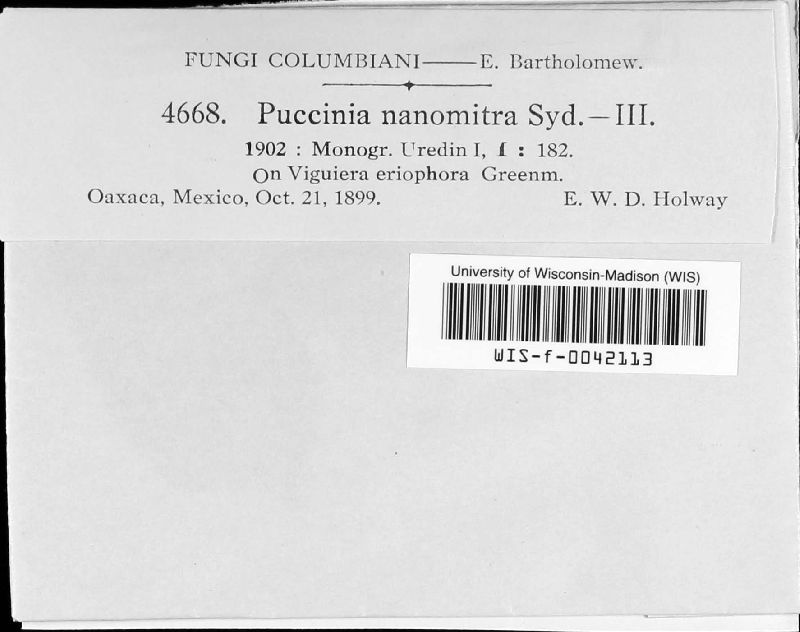 FUNGI COLUMBIANI——E. Bartholomew.
4668. Puccinia nanomitra Syd.—III.
1902 : Monogr. Uredin I, 1 : 182.
On Viguiera eriophora Greenm.
Oaxaca, Mexico, Oct. 21, 1899. E. W. D. Holway
University of Wisconsin-Madison (WIS)
WIS-f-0042113